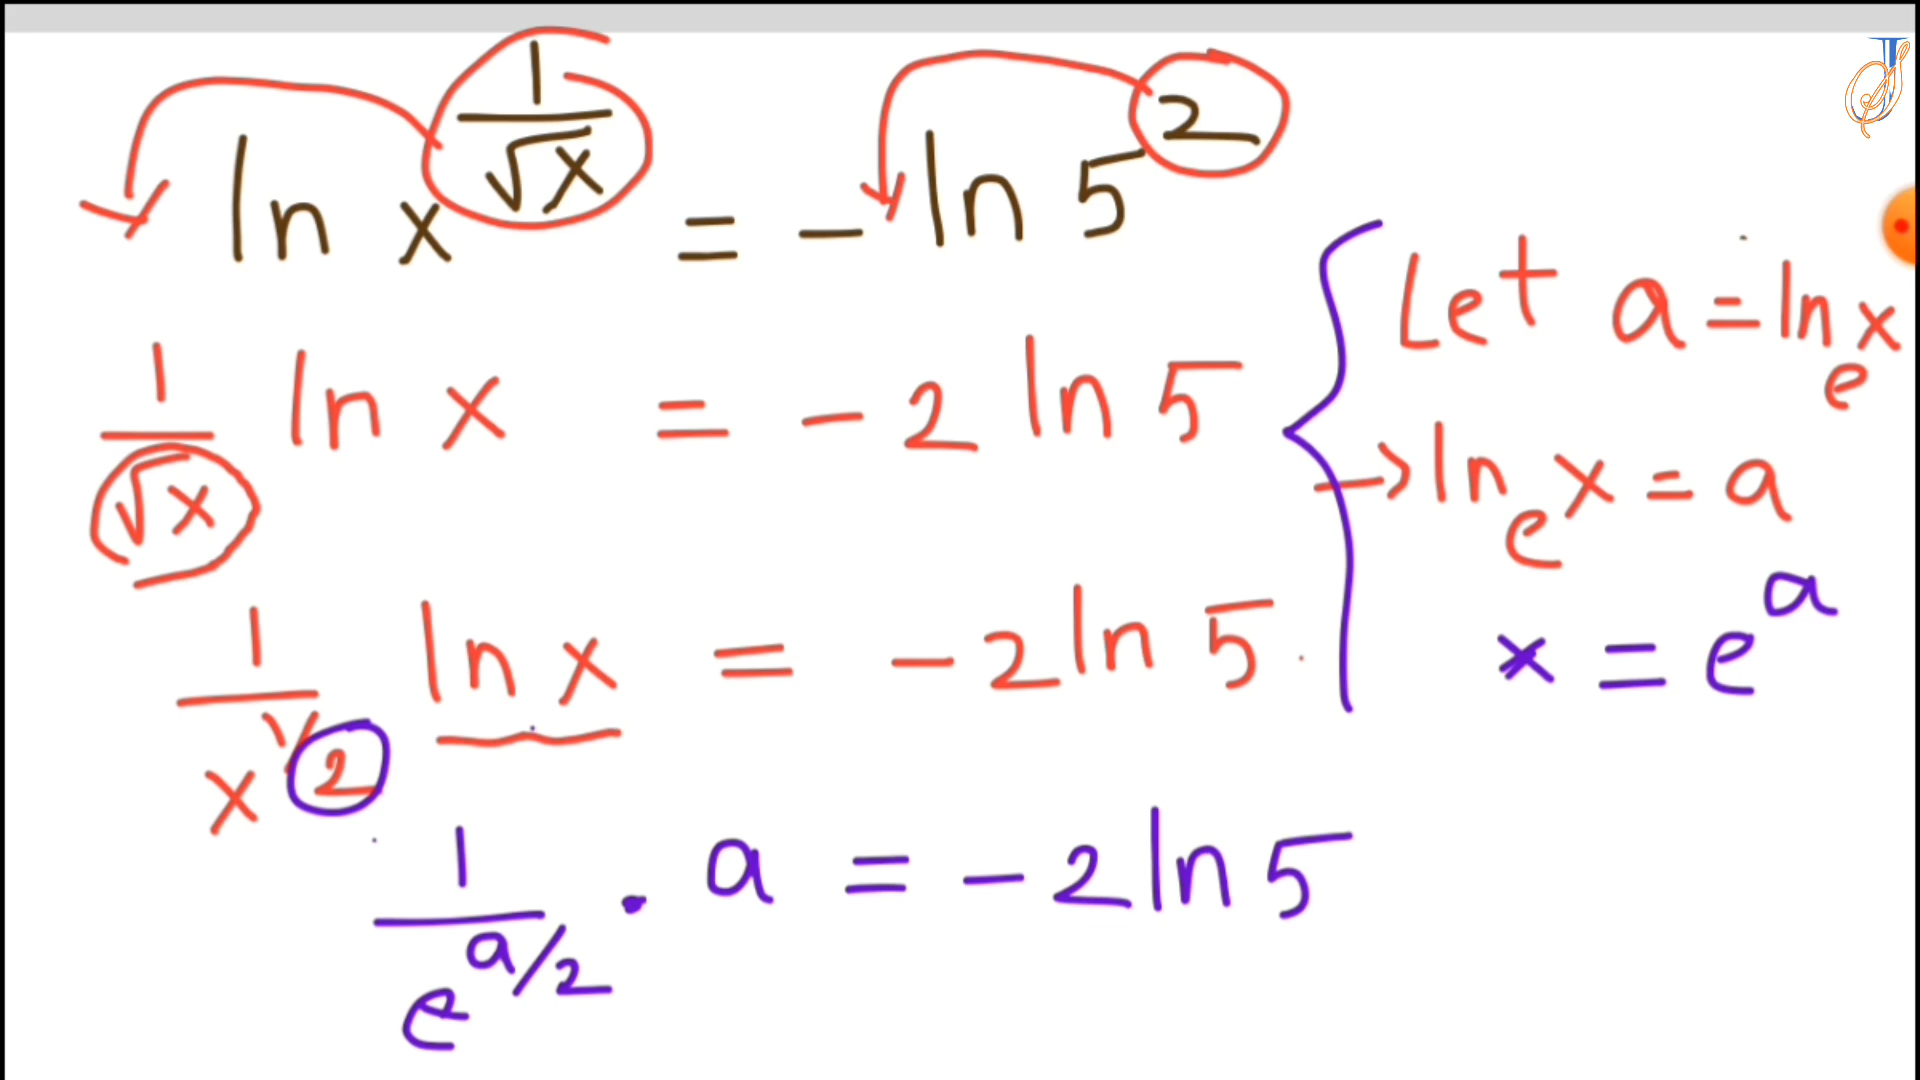 ln x^(1/√x) = − ln 5^2
1/√x ln x = −2 ln 5
1/x^(1/2) ln x = −2 ln 5
1/e^(a/2) · a = −2 ln 5
Let a = ln_e x
→ ln_e x = a
x = e^a